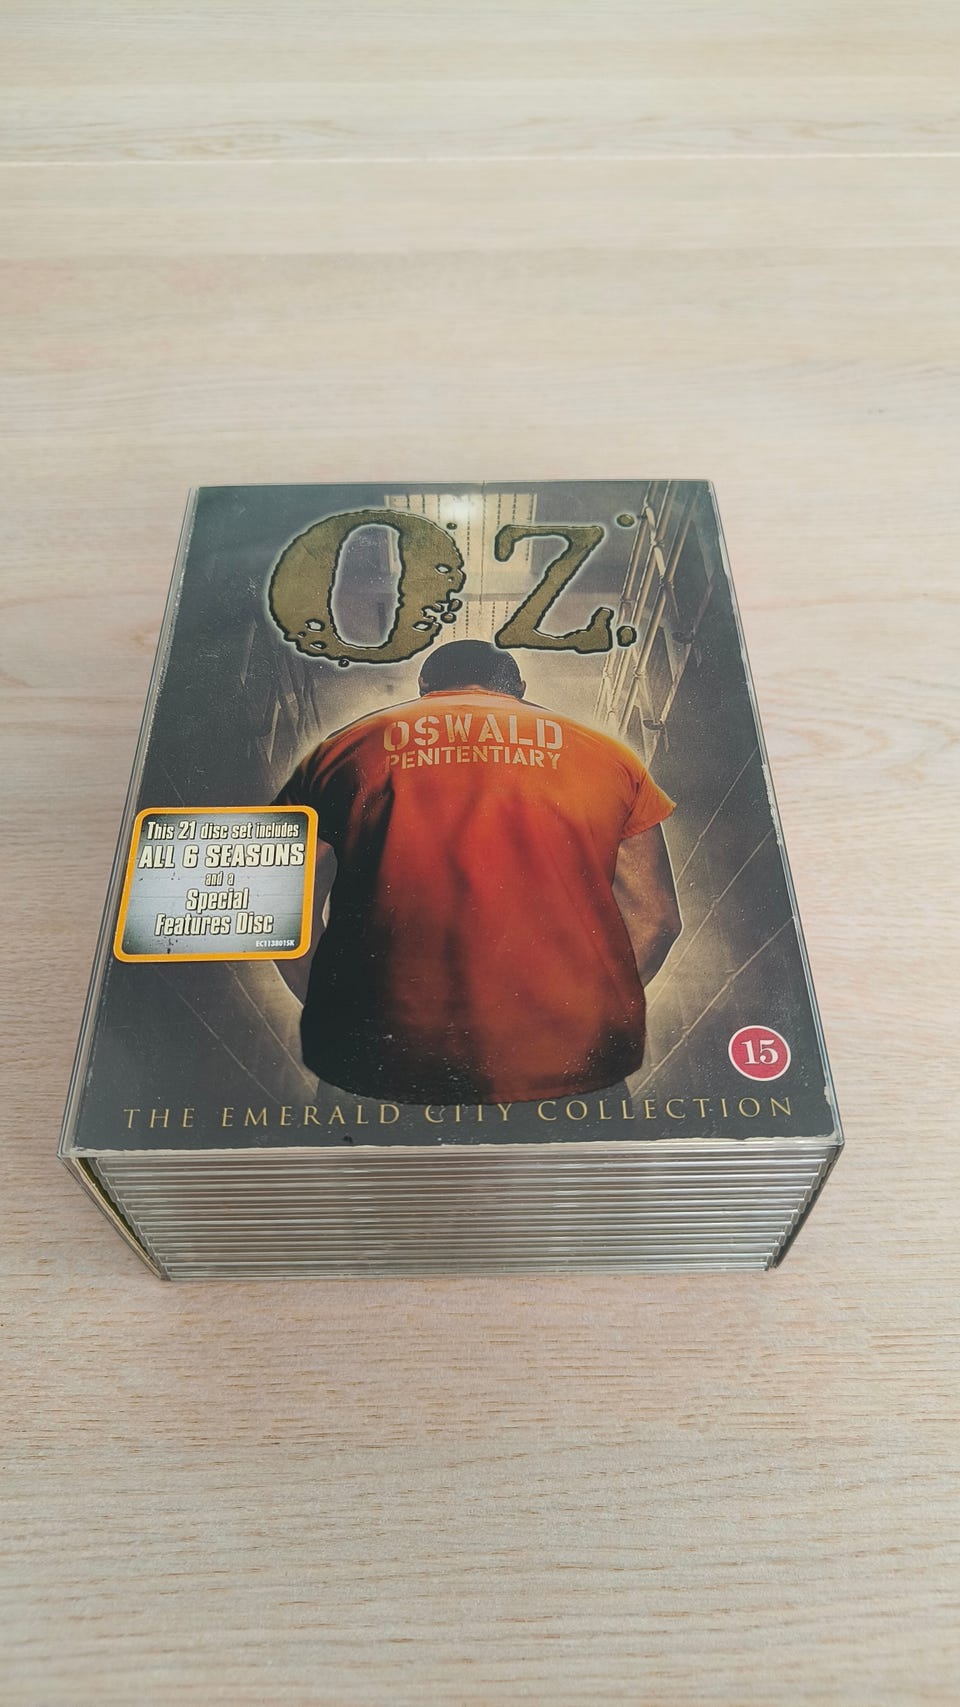 OZ.
OSWALD
PENITENTIARY
This 21 disc set includes
ALL 6 SEASONS
and a
Special
Features Disc
EC113801SK
15
THE EMERALD CITY COLLECTION